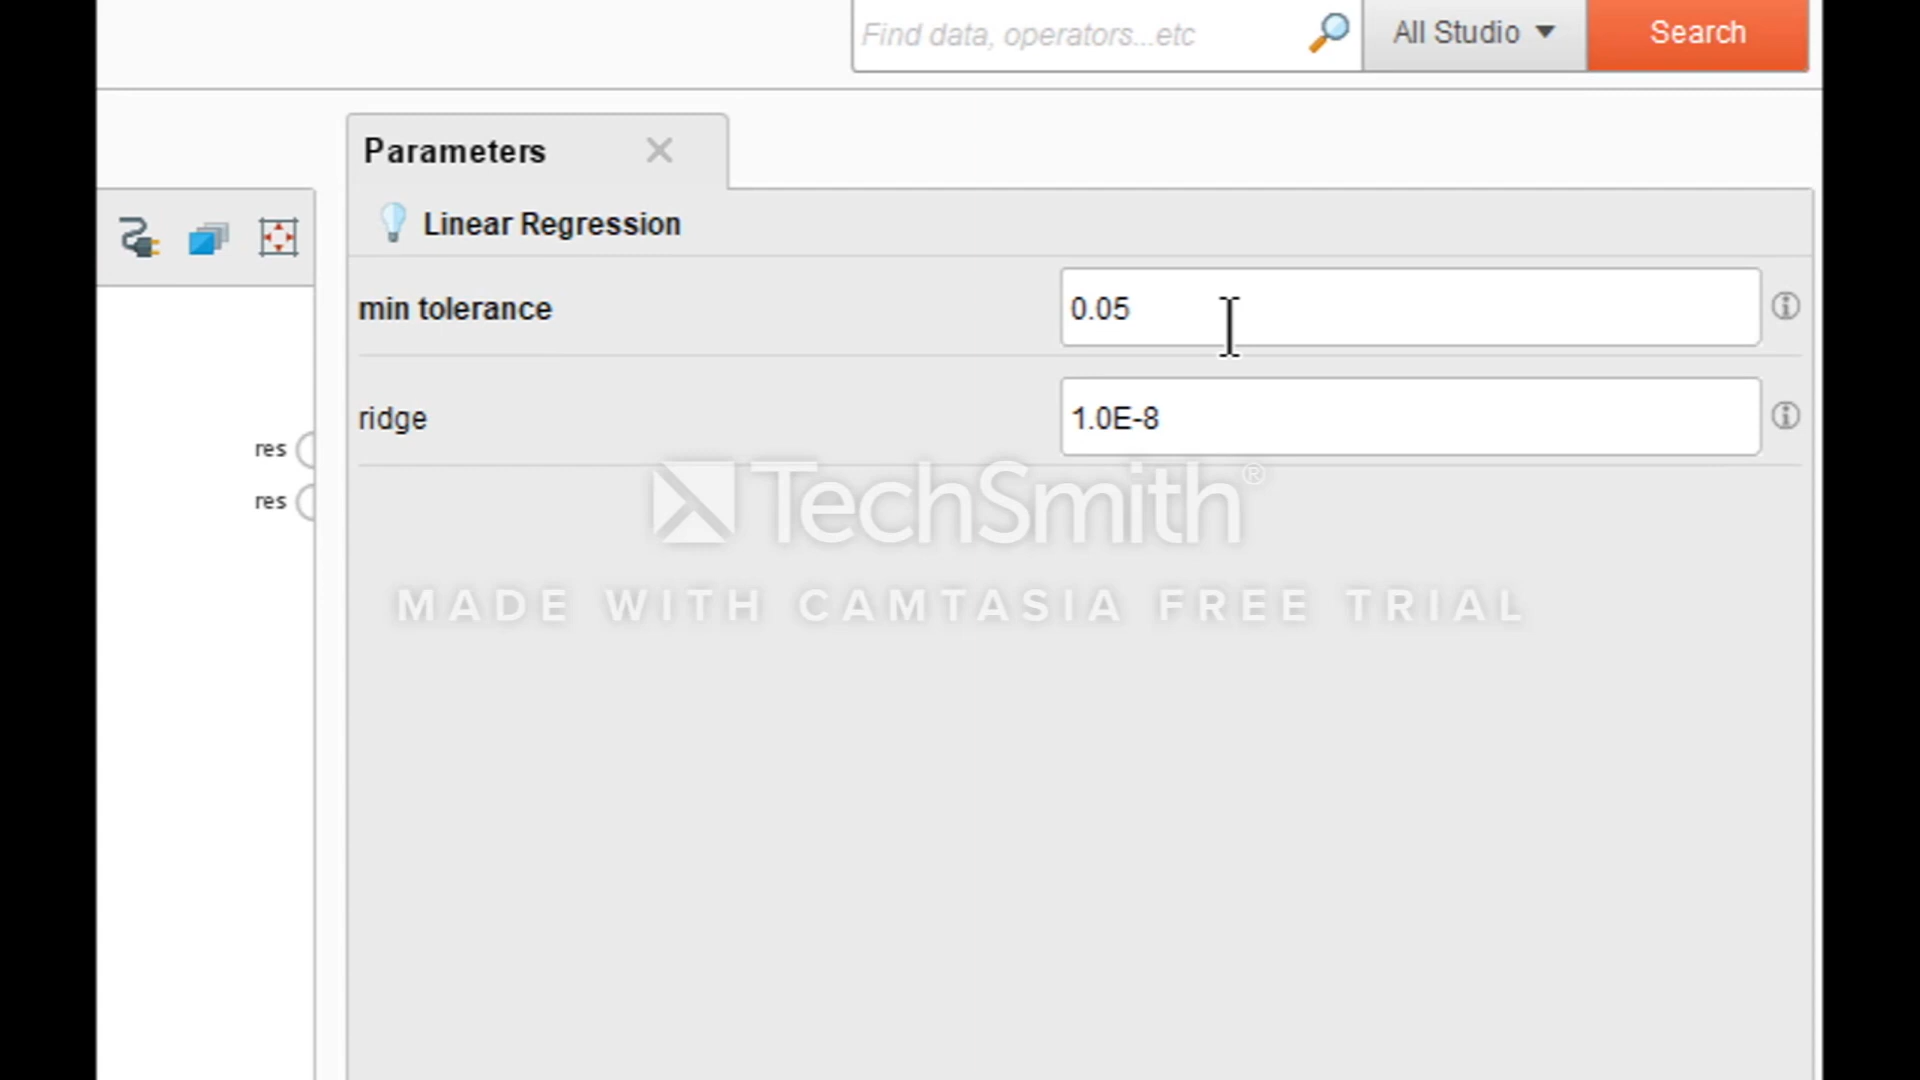 Find data, operators...etc
All Studio
Search
Parameters
Linear Regression
min tolerance
0.05
ridge
1.0E-8
res
res
TechSmith®
MADE WITH CAMTASIA FREE TRIAL